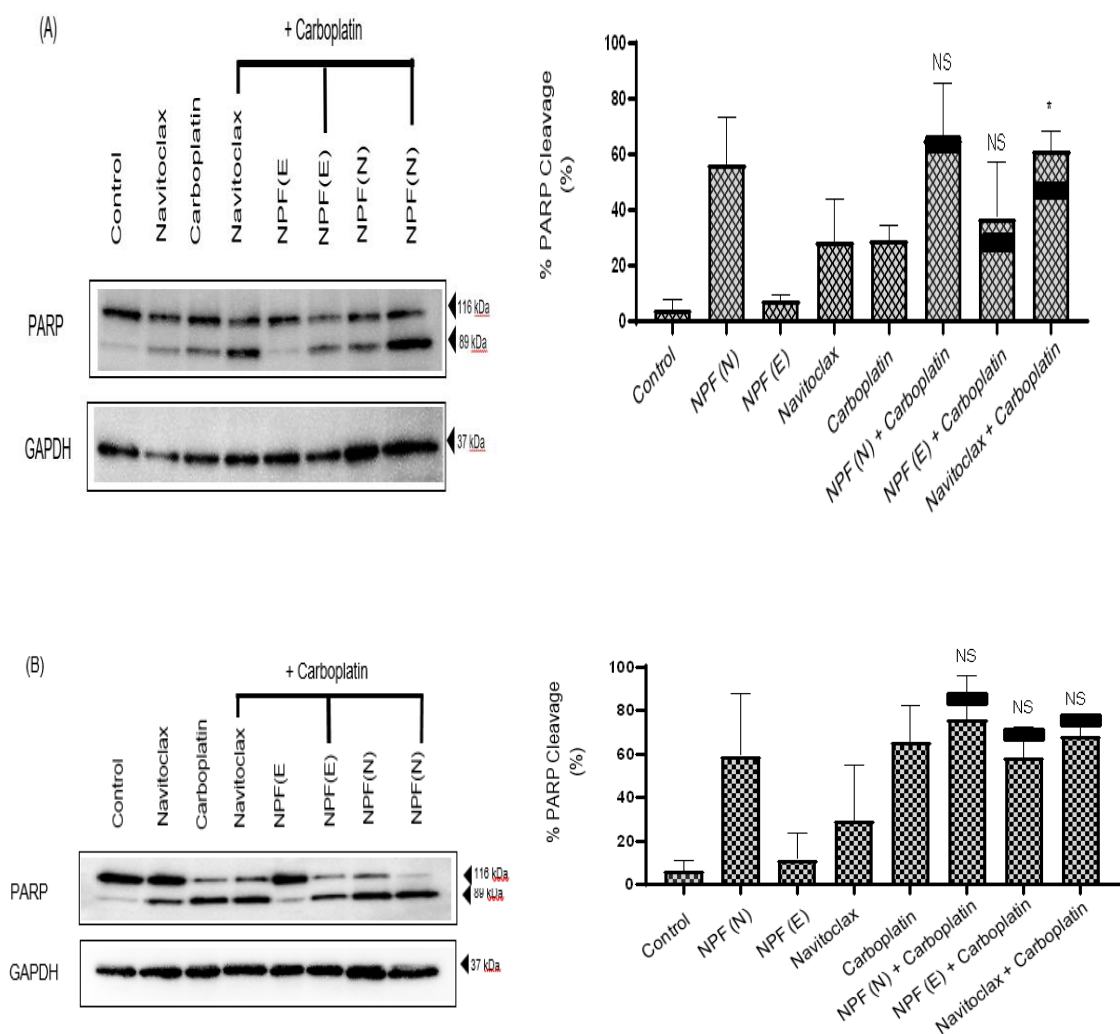 (A)
+ Carboplatin
Control
Navitoclax
Carboplatin
Navitoclax
NPF(E
NPF(E)
NPF(N)
NPF(N)
PARP
116 kDa
89 kDa
GAPDH
37 kDa
% PARP Cleavage
(%)
100
80
60
40
20
0
NS
NS
*
Control
NPF (N)
NPF (E)
Navitoclax
Carboplatin
NPF (N) + Carboplatin
NPF (E) + Carboplatin
Navitoclax + Carboplatin
(B)
+ Carboplatin
Control
Navitoclax
Carboplatin
Navitoclax
NPF(E
NPF(E)
NPF(N)
NPF(N)
PARP
116 kDa
89 kDa
GAPDH
37 kDa
% PARP Cleavage
(%)
100
80
60
40
20
0
NS
NS
NS
Control
NPF (N)
NPF (E)
Navitoclax
Carboplatin
NPF (N) + Carboplatin
NPF (E) + Carboplatin
Navitoclax + Carboplatin